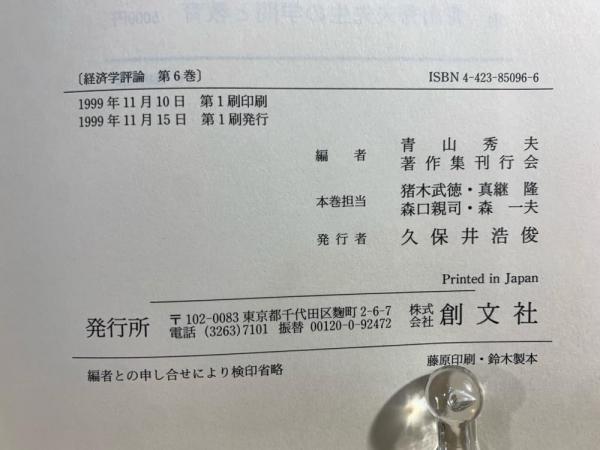 〔経済学評論 第6巻〕 ISBN 4-423-85096-6
1999年11月10日 第1刷印刷
1999年11月15日 第1刷発行
編者 青山秀夫
著作集刊行会
本巻担当 猪木武徳・真継 隆
森口親司・森 一夫
発行者 久保井浩俊
Printed in Japan
発行所 〒102-0083 東京都千代田区麴町2-6-7
電話 (3263)7101 振替 00120-0-92472
株式会社 創文社
編者との申し合せにより検印省略 藤原印刷・鈴木製本